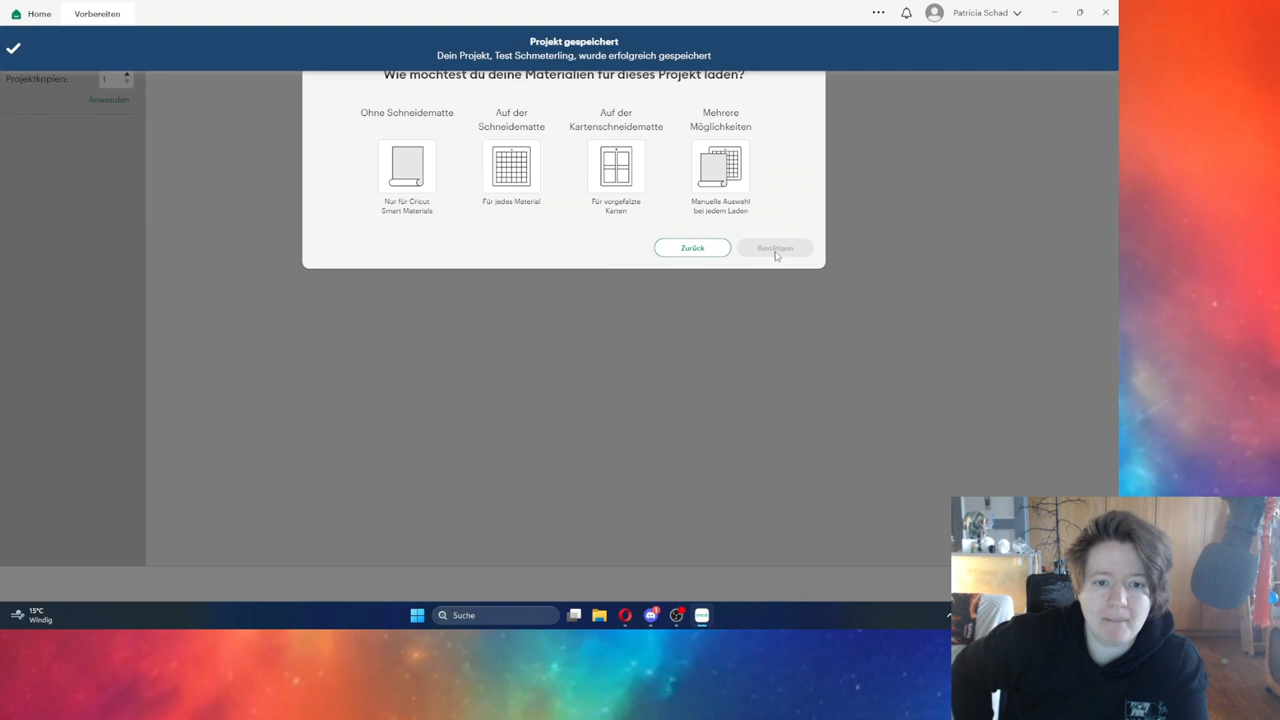 Home
Vorbereiten
Patricia Schad
Projekt gespeichert
Dein Projekt, Test Schmeterling, wurde erfolgreich gespeichert
Projektkopien:
1
Anwenden
Wie möchtest du deine Materialien für dieses Projekt laden?
Ohne Schneidematte
Nur für Cricut
Smart Materials
Auf der
Schneidematte
Für jedes Material
Auf der
Kartenschneidematte
Für vorgefalzte
Karten
Mehrere
Möglichkeiten
Manuelle Auswahl
bei jedem Laden
Zurück
Bestätigen
15°C
Windig
Suche
1